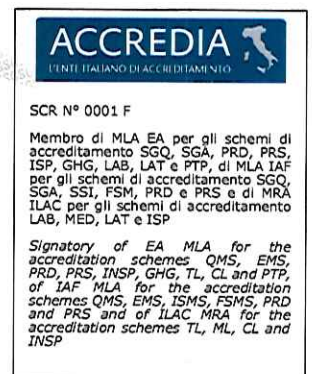 ACCREDIA
L'ENTE ITALIANO DI ACCREDITAMENTO
SCR N° 0001 F
Membro di MLA EA per gli schemi di
accreditamento SGQ, SGA, PRD, PRS,
ISP, GHG, LAB, LAT e PTP, di MLA IAF
per gli schemi di accreditamento SGQ,
SGA, SSI, FSM, PRD e PRS e di MRA
ILAC per gli schemi di accreditamento
LAB, MED, LAT e ISP
Signatory of EA MLA for the
accreditation schemes QMS, EMS,
PRD, PRS, INSP, GHG, TL, CL and PTP,
of IAF MLA for the accreditation
schemes QMS, EMS, ISMS, FSMS, PRD
and PRS and of ILAC MRA for the
accreditation schemes TL, ML, CL and
INSP